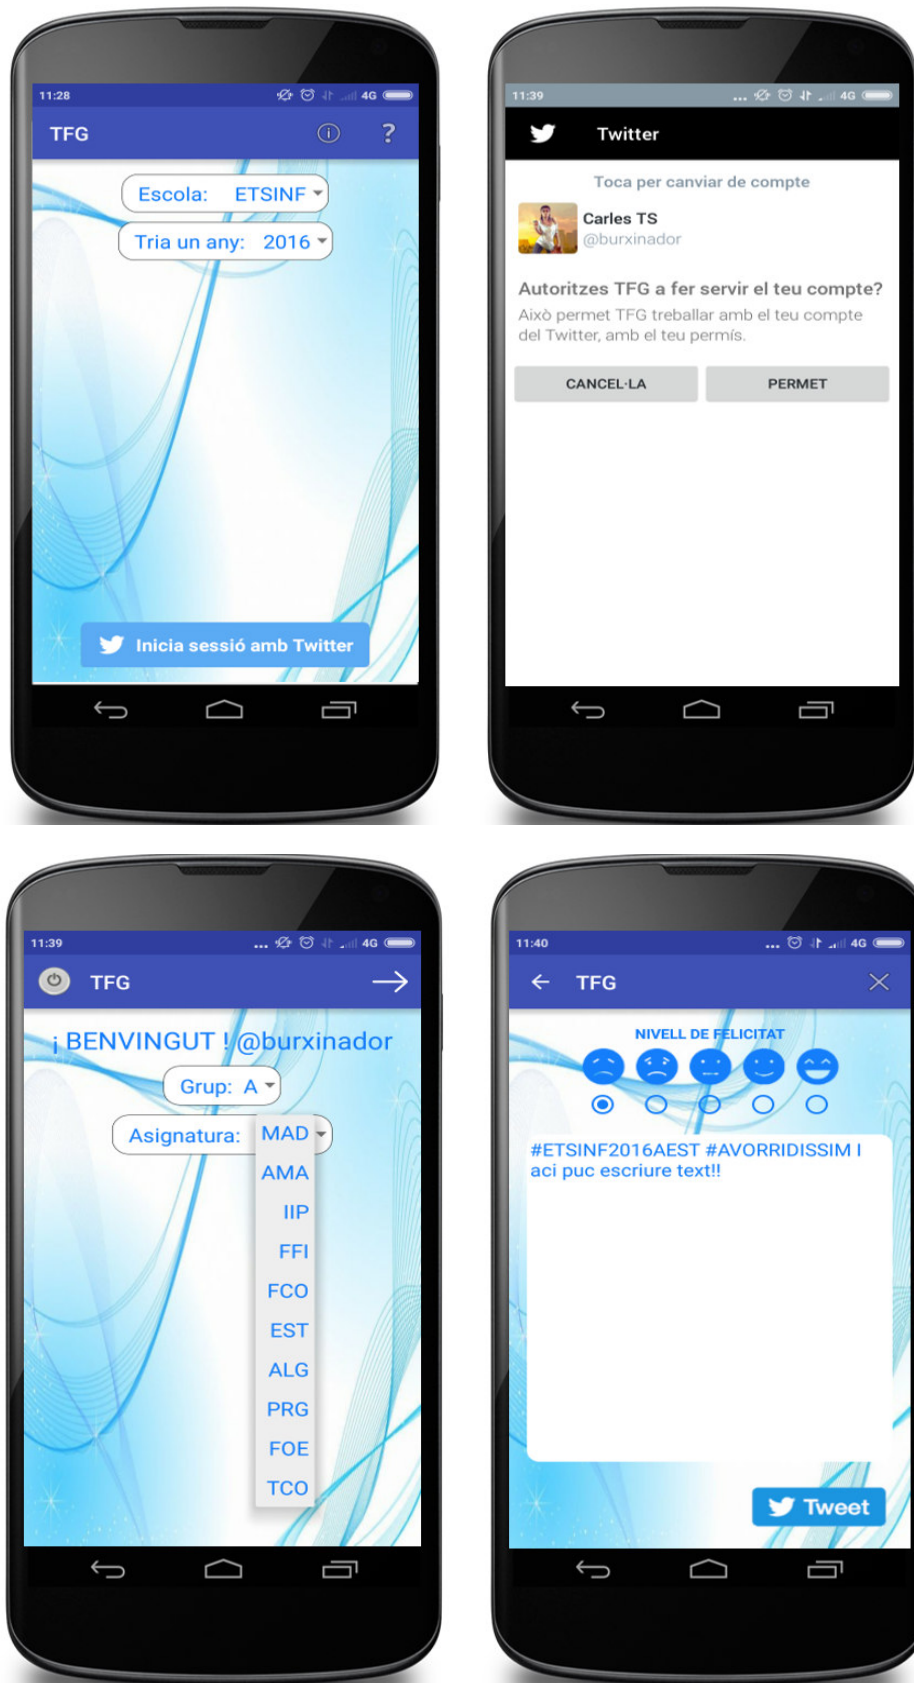 11:28
4G
TFG
?
Escola: ETSINF
Tria un any: 2016
Inicia sessió amb Twitter
11:39
... 4G
Twitter
Toca per canviar de compte
Carles TS
@burxinador
Autoritzes TFG a fer servir el teu compte?
Això permet TFG treballar amb el teu compte
del Twitter, amb el teu permís.
CANCEL·LA PERMET
11:39
... 4G
TFG
¡ BENVINGUT ! @burxinador
Grup: A
Asignatura: MAD
AMA
IIP
FFI
FCO
EST
ALG
PRG
FOE
TCO
11:40
... 4G
TFG
NIVELL DE FELICITAT
#ETSINF2016AEST #AVORRIDISSIM I
aci puc escriure text!!
Tweet